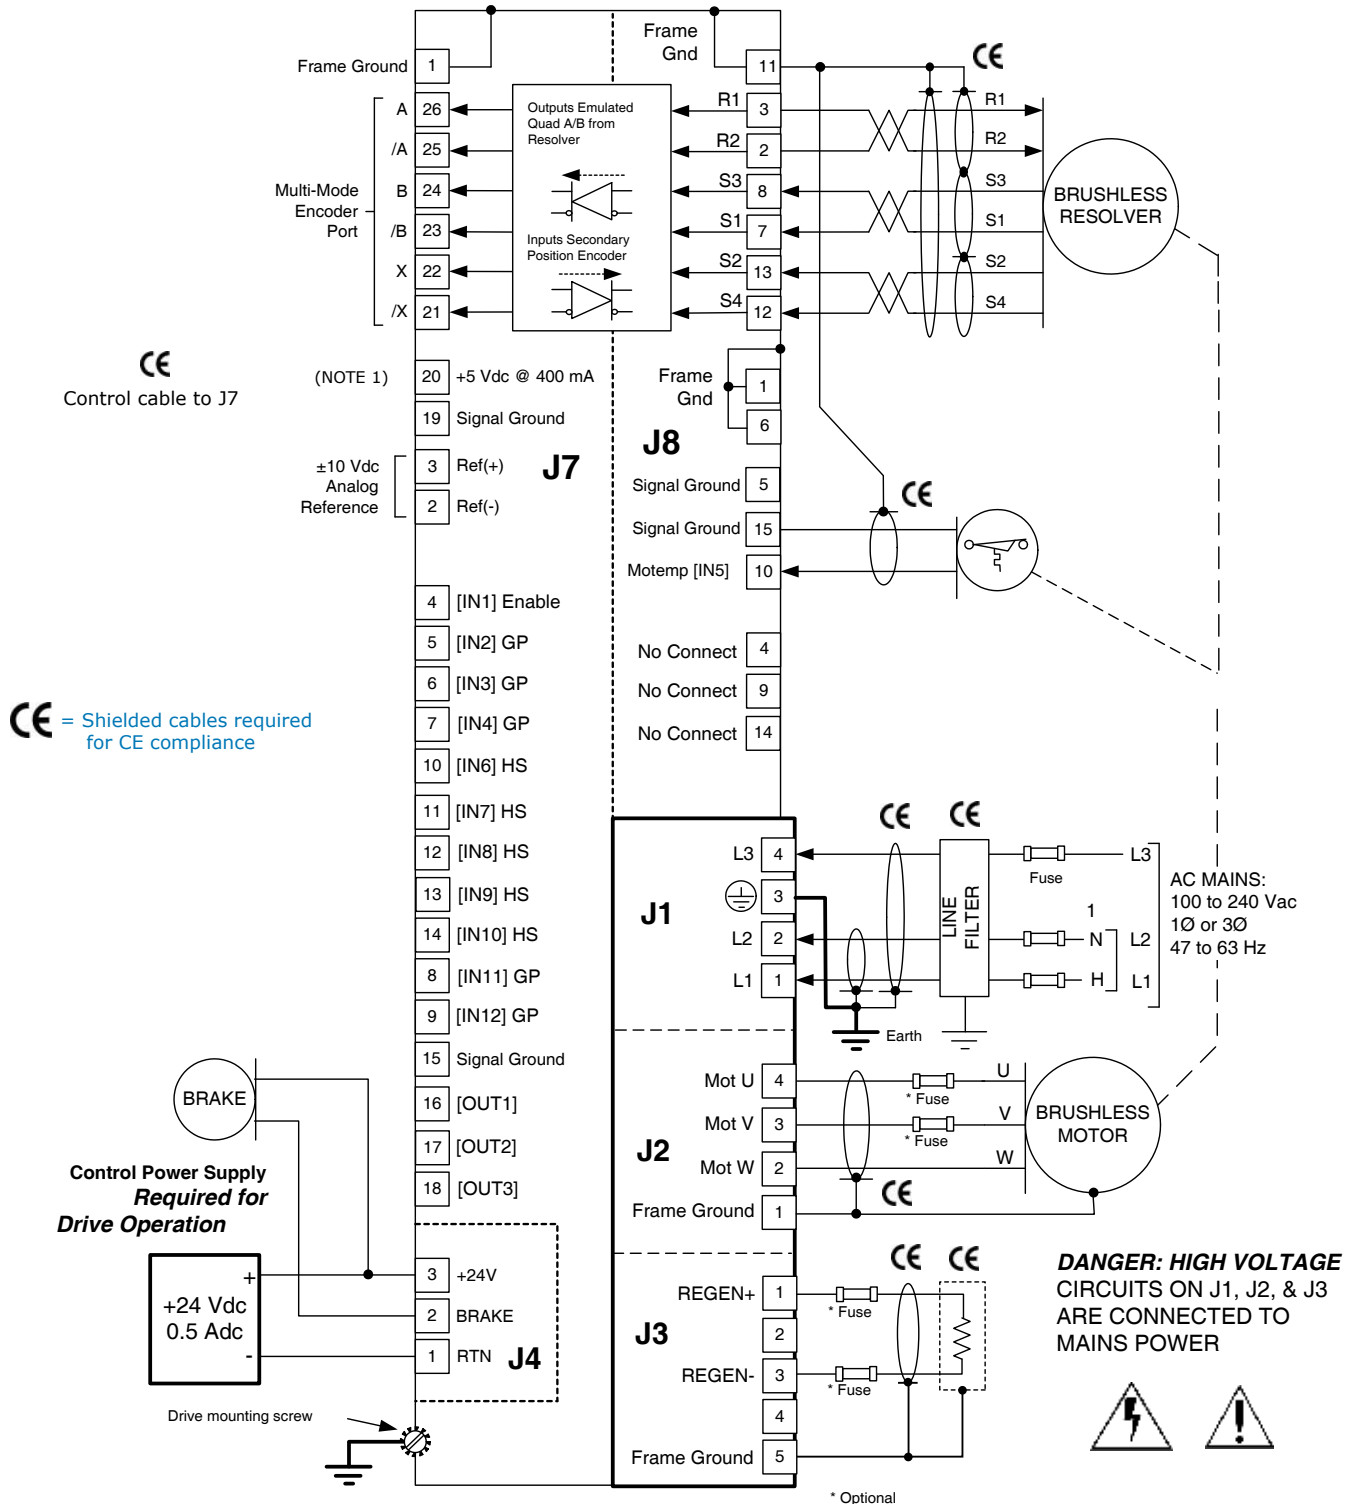 Frame Ground 1
A 26
/A 25
B 24
/B 23
X 22
/X 21
Multi-Mode
Encoder
Port
Outputs Emulated
Quad A/B from
Resolver
Inputs Secondary
Position Encoder
Frame
Gnd
11
R1 3
R2 2
S3 8
S1 7
S2 13
S4 12
CE
R1
R2
S3
S1
S2
S4
BRUSHLESS
RESOLVER
CE
Control cable to J7
(NOTE 1) 20 +5 Vdc @ 400 mA
19 Signal Ground
±10 Vdc
Analog
Reference
3 Ref(+)
2 Ref(-)
J7
J8
Frame
Gnd
1
6
Signal Ground 5
Signal Ground 15
Motemp [IN5] 10
CE
No Connect 4
No Connect 9
No Connect 14
4 [IN1] Enable
5 [IN2] GP
6 [IN3] GP
7 [IN4] GP
10 [IN6] HS
11 [IN7] HS
12 [IN8] HS
13 [IN9] HS
14 [IN10] HS
8 [IN11] GP
9 [IN12] GP
15 Signal Ground
16 [OUT1]
17 [OUT2]
18 [OUT3]
CE = Shielded cables required
for CE compliance
J1
L3 4
3
L2 2
L1 1
CE
CE
LINE
FILTER
Fuse
L3
1
N
L2
H
L1
AC MAINS:
100 to 240 Vac
1Ø or 3Ø
47 to 63 Hz
Earth
J2
Mot U 4
Mot V 3
Mot W 2
Frame Ground 1
* Fuse
* Fuse
U
V
W
CE
BRUSHLESS
MOTOR
BRAKE
Control Power Supply
Required for
Drive Operation
+24 Vdc
0.5 Adc
+
-
3 +24V
2 BRAKE
1 RTN
J4
Drive mounting screw
J3
REGEN+ 1
2
REGEN- 3
4
Frame Ground 5
* Fuse
* Fuse
CE
CE
* Optional
DANGER: HIGH VOLTAGE
CIRCUITS ON J1, J2, & J3
ARE CONNECTED TO
MAINS POWER